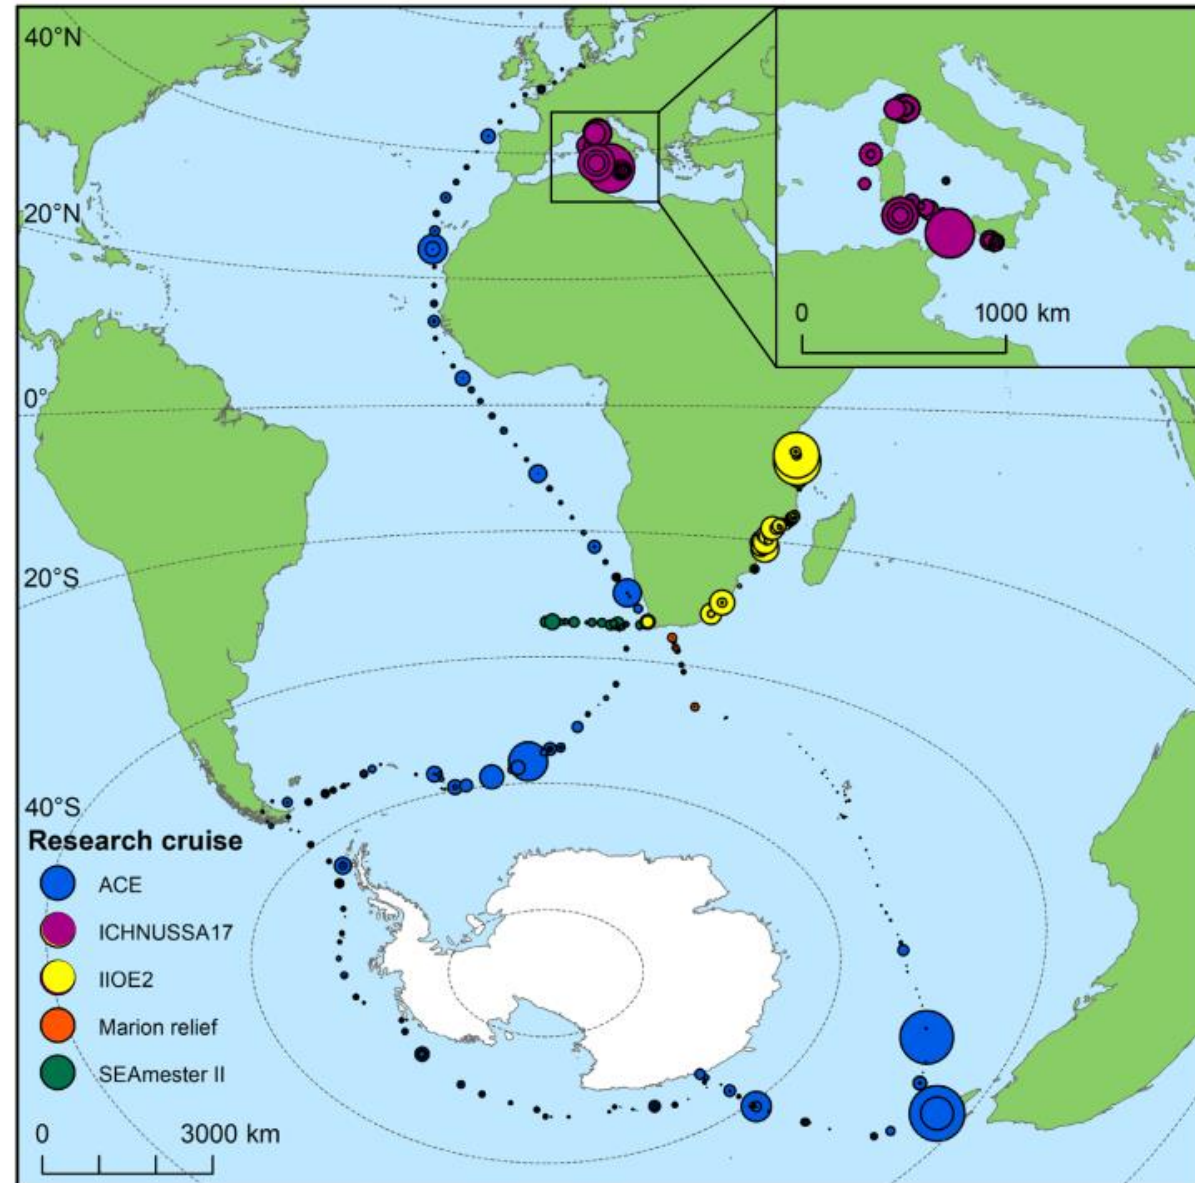 40°N
20°N
0°
20°S
40°S
0
1000 km
Research cruise
ACE
ICHNUSSA17
IIOE2
Marion relief
SEAmester II
0
3000 km